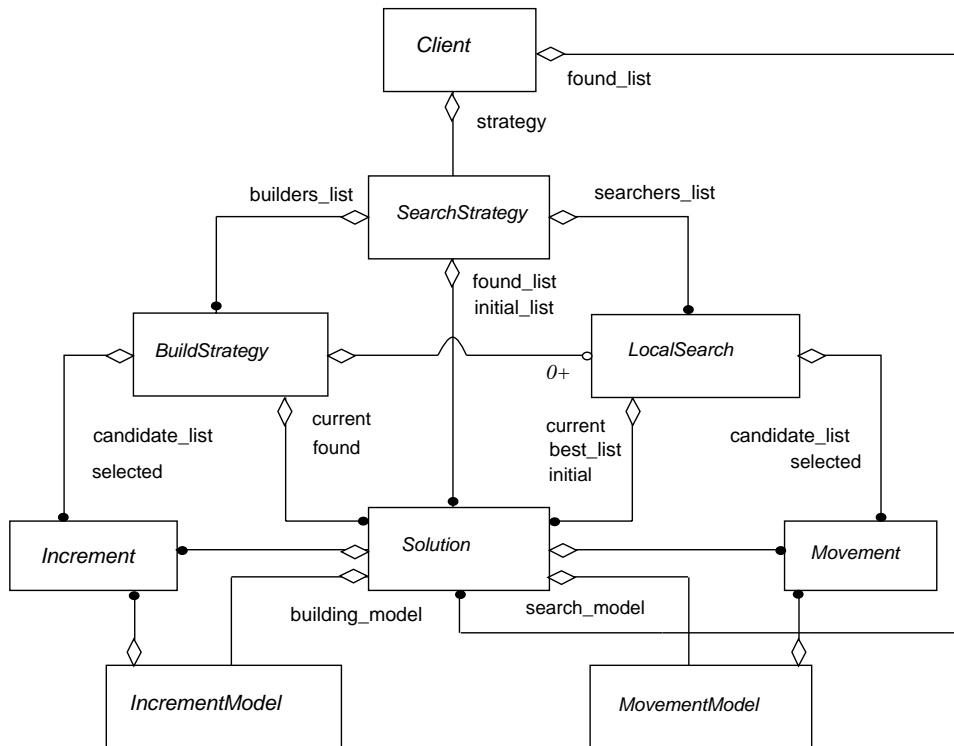 Client
found_list
strategy
builders_list
searchers_list
SearchStrategy
found_list
initial_list
BuildStrategy
LocalSearch
0+
current
found
current
best_list
initial
candidate_list
selected
candidate_list
selected
Increment
Solution
Movement
building_model
search_model
IncrementModel
MovementModel